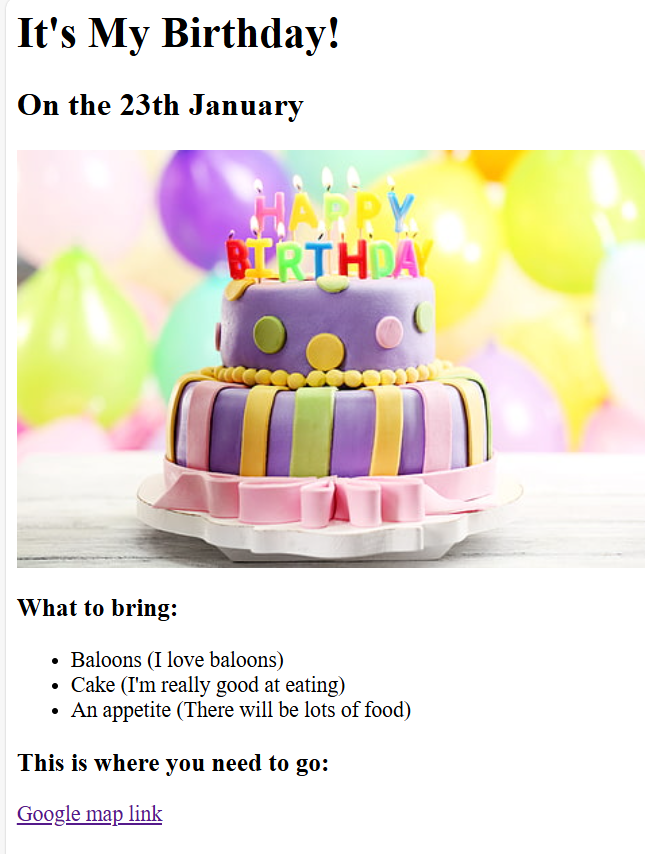 It's My Birthday!
On the 23th January
HAPPY
BIRTHDAY
What to bring:
Baloons (I love baloons)
Cake (I'm really good at eating)
An appetite (There will be lots of food)
This is where you need to go:
Google map link